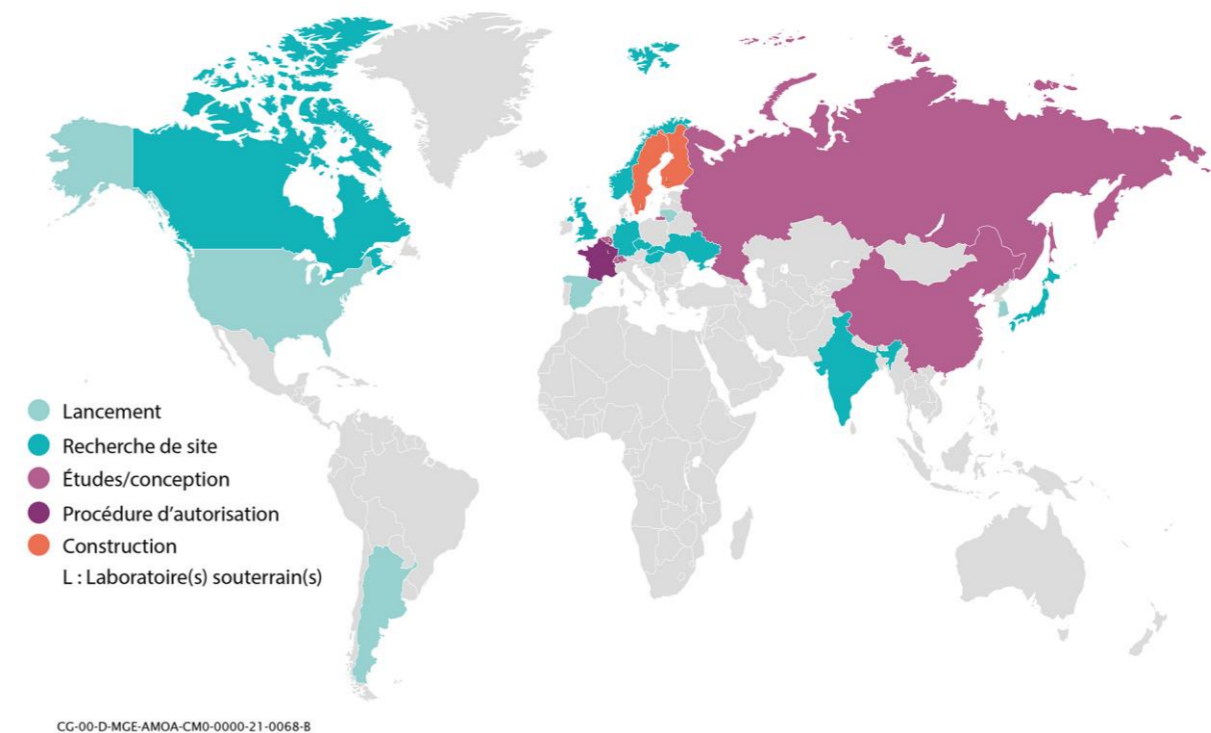 Lancement
Recherche de site
Études/conception
Procédure d'autorisation
Construction
L : Laboratoire(s) souterrain(s)
CG-00-D-MGE-AMOA-CM0-0000-21-0068-B